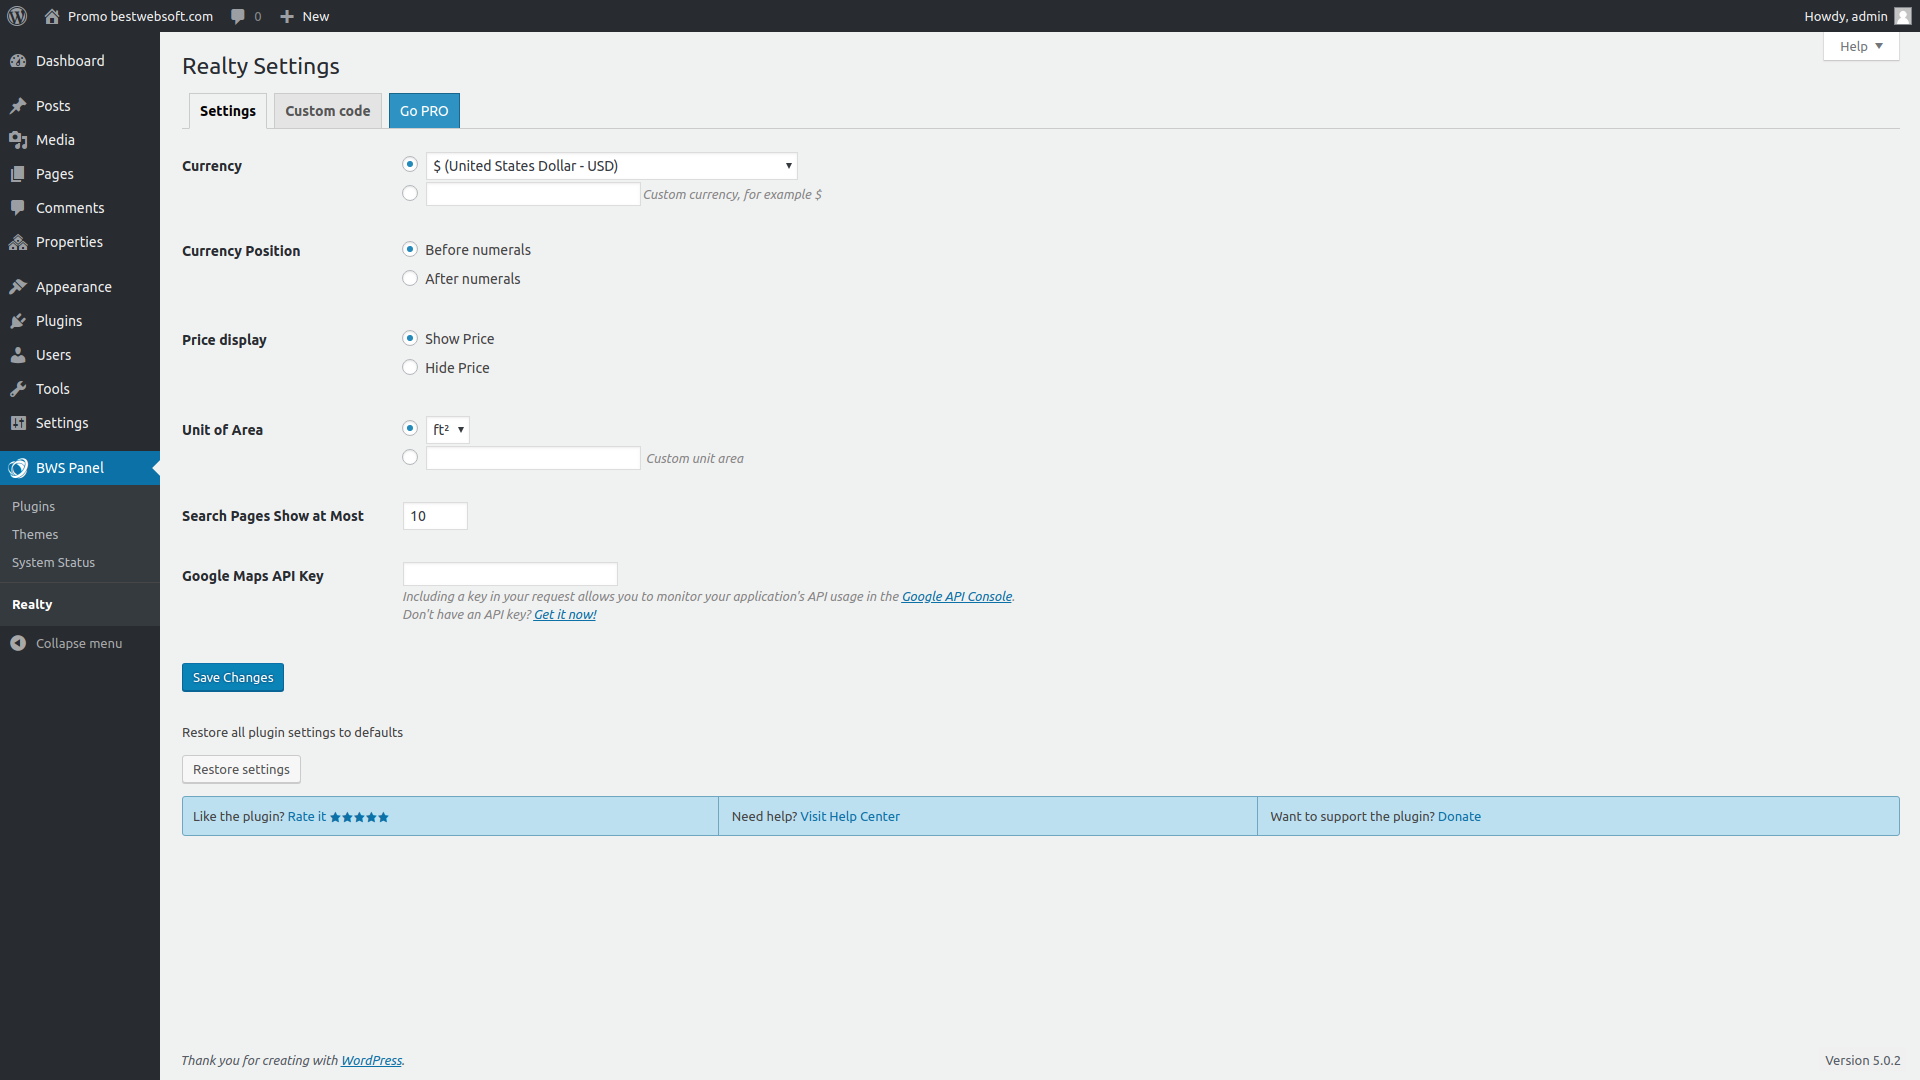 Promo bestwebsoft.com
0
New
Howdy, admin
Help
Dashboard
Posts
Media
Pages
Comments
Properties
Appearance
Plugins
Users
Tools
Settings
BWS Panel
Plugins
Themes
System Status
Realty
Collapse menu
Realty Settings
Settings
Custom code
Go PRO
Currency
$ (United States Dollar - USD)
Custom currency, for example $
Currency Position
Before numerals
After numerals
Price display
Show Price
Hide Price
Unit of Area
ft²
Custom unit area
Search Pages Show at Most
10
Google Maps API Key
Including a key in your request allows you to monitor your application's API usage in the Google API Console.
Don't have an API key? Get it now!
Save Changes
Restore all plugin settings to defaults
Restore settings
Like the plugin? Rate it ★★★★★
Need help? Visit Help Center
Want to support the plugin? Donate
Thank you for creating with WordPress.
Version 5.0.2